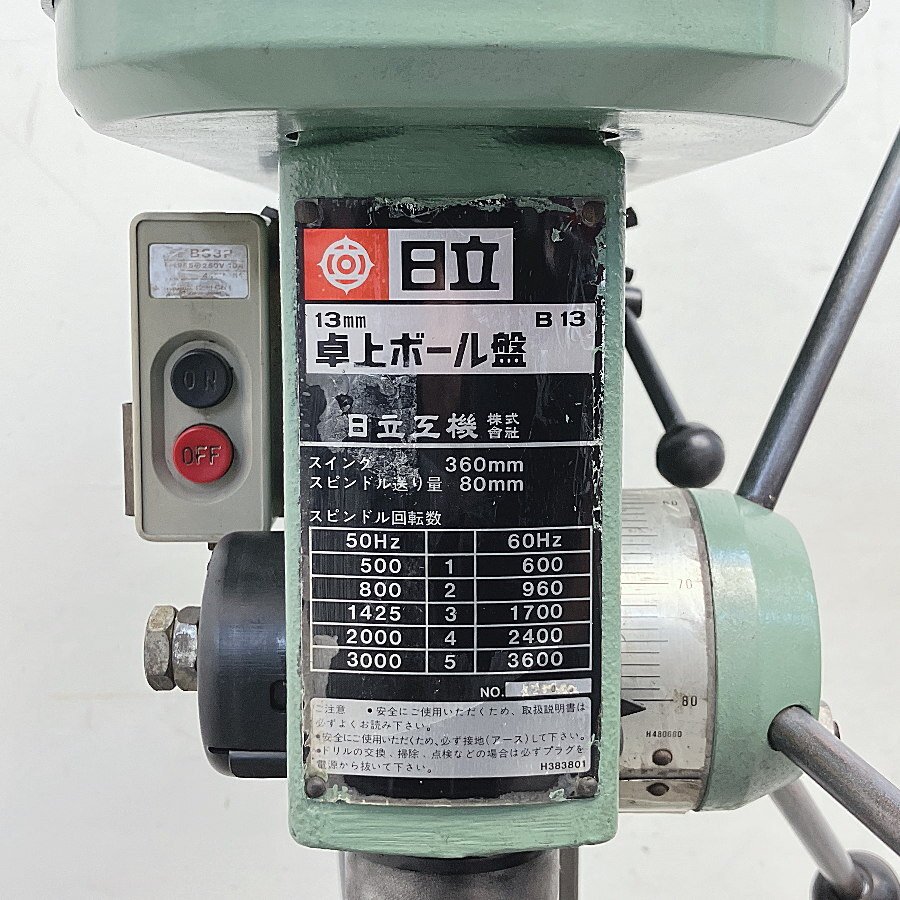 BS3P
ON
OFF
日立
13mm B 13
卓上ボール盤
日立工機 株式会社
スイング 360mm
スピンドル送り量 80mm
スピンドル回転数
50Hz 60Hz
500 1 600
800 2 960
1425 3 1700
2000 4 2400
3000 5 3600
NO.
ご注意 ●安全にご使用いただくため、取扱説明書は
必ずよくお読み下さい。
●安全にご使用いただくため、必ず接地(アース)して下さい。
●ドリルの交換、掃除、点検などの場合は必ずプラグを
電源から抜いて下さい。 H383801
70
80
H480680